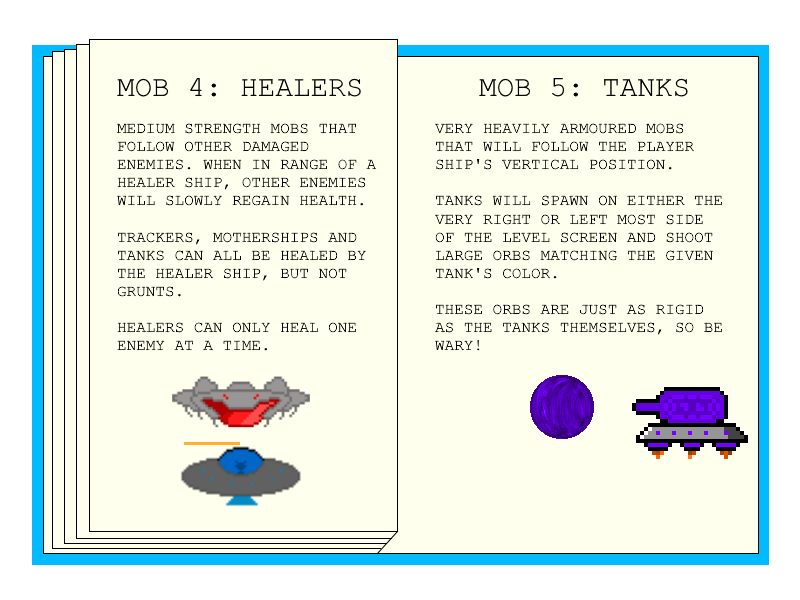 MOB 4: HEALERS
MEDIUM STRENGTH MOBS THAT
FOLLOW OTHER DAMAGED
ENEMIES. WHEN IN RANGE OF A
HEALER SHIP, OTHER ENEMIES
WILL SLOWLY REGAIN HEALTH.
TRACKERS, MOTHERSHIPS AND
TANKS CAN ALL BE HEALED BY
THE HEALER SHIP, BUT NOT
GRUNTS.
HEALERS CAN ONLY HEAL ONE
ENEMY AT A TIME.
MOB 5: TANKS
VERY HEAVILY ARMOURED MOBS
THAT WILL FOLLOW THE PLAYER
SHIP'S VERTICAL POSITION.
TANKS WILL SPAWN ON EITHER THE
VERY RIGHT OR LEFT MOST SIDE
OF THE LEVEL SCREEN AND SHOOT
LARGE ORBS MATCHING THE GIVEN
TANK'S COLOR.
THESE ORBS ARE JUST AS RIGID
AS THE TANKS THEMSELVES, SO BE
WARY!